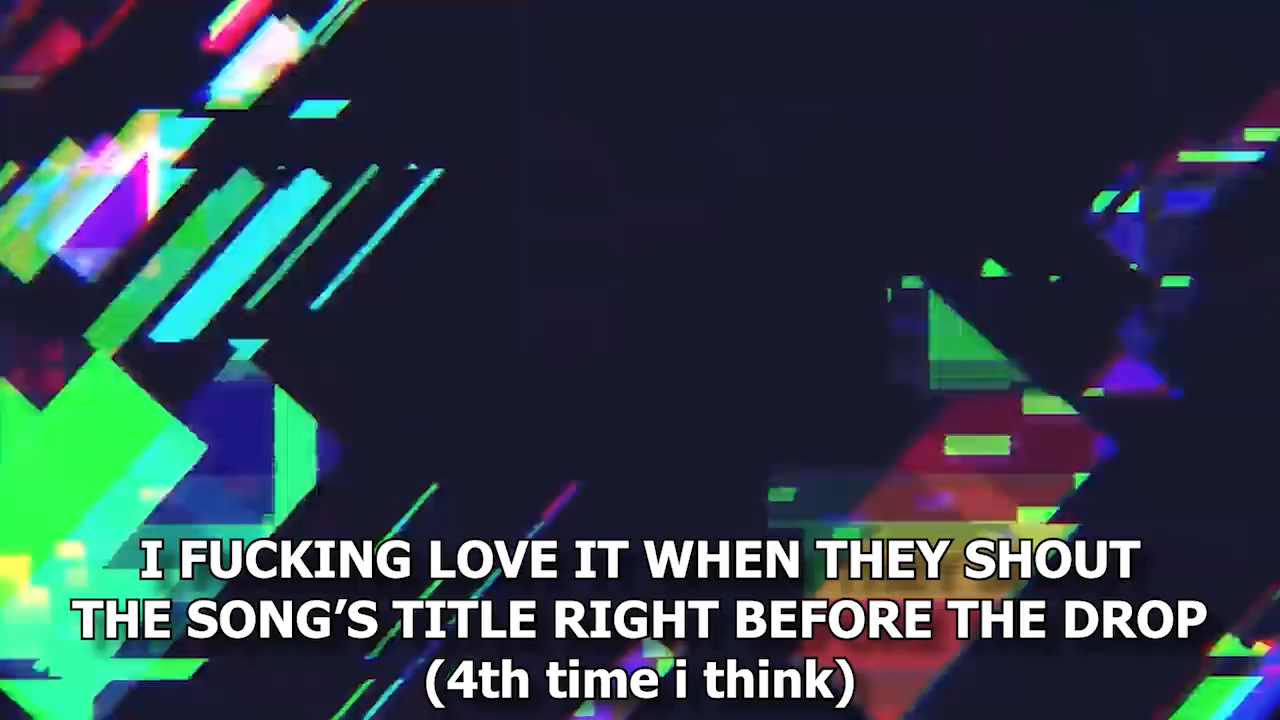 I FUCKING LOVE IT WHEN THEY SHOUT
THE SONG’S TITLE RIGHT BEFORE THE DROP
(4th time i think)